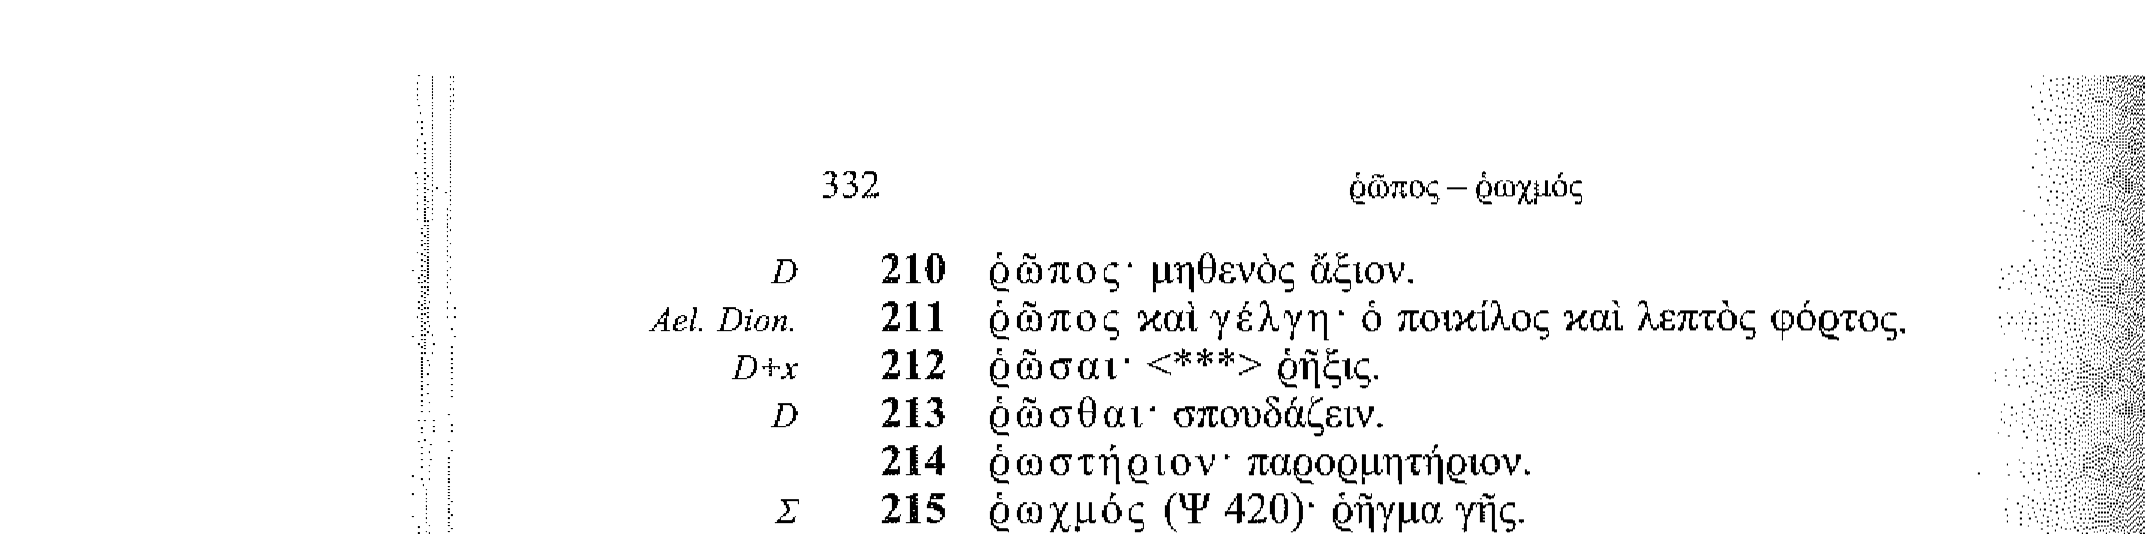 332 ῥῶπος – ῥωχμός
D 210 ῥῶπος· μηθενὸς ἄξιον.
Ael. Dion. 211 ῥῶπος καὶ γέλγη· ὁ ποικίλος καὶ λεπτὸς φόρτος.
D+x 212 ῥῶσαι· <***> ῥῆξις.
D 213 ῥῶσθαι· σπουδάζειν.
214 ῥωστήριον· παρορμητήριον.
Σ 215 ῥωχμός (Ψ 420)· ῥῆγμα γῆς.